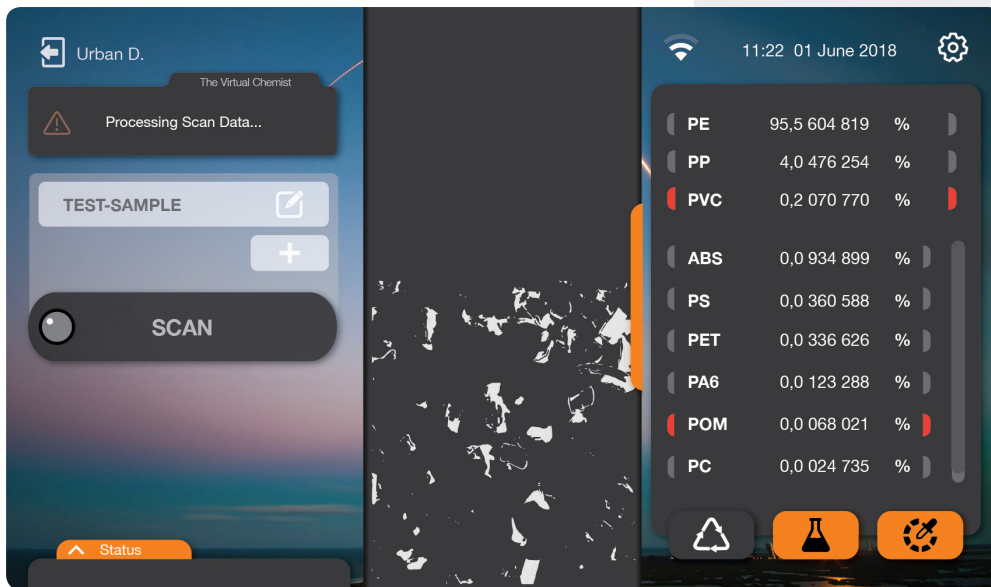 Urban D.
The Virtual Chemist
Processing Scan Data...
TEST-SAMPLE
SCAN
Status
11:22 01 June 2018
PE 95,5 604 819 %
PP 4,0 476 254 %
PVC 0,2 070 770 %
ABS 0,0 934 899 %
PS 0,0 360 588 %
PET 0,0 336 626 %
PA6 0,0 123 288 %
POM 0,0 068 021 %
PC 0,0 024 735 %